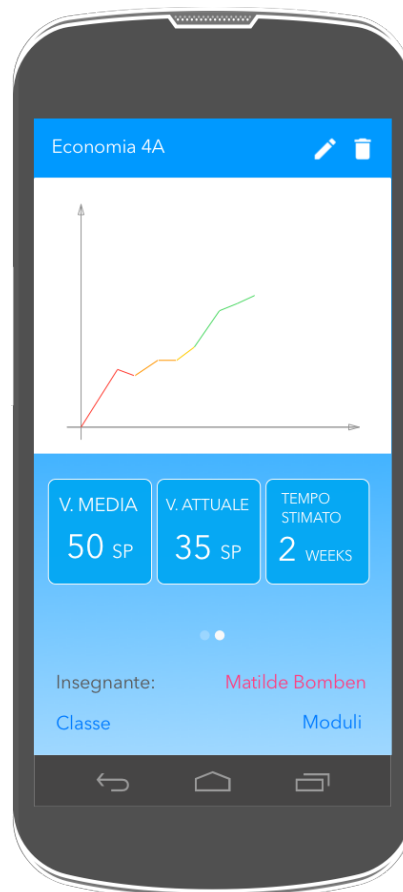 Economia 4A
V. MEDIA
50 SP
V. ATTUALE
35 SP
TEMPO
STIMATO
2 WEEKS
Insegnante: Matilde Bomben
Classe Moduli